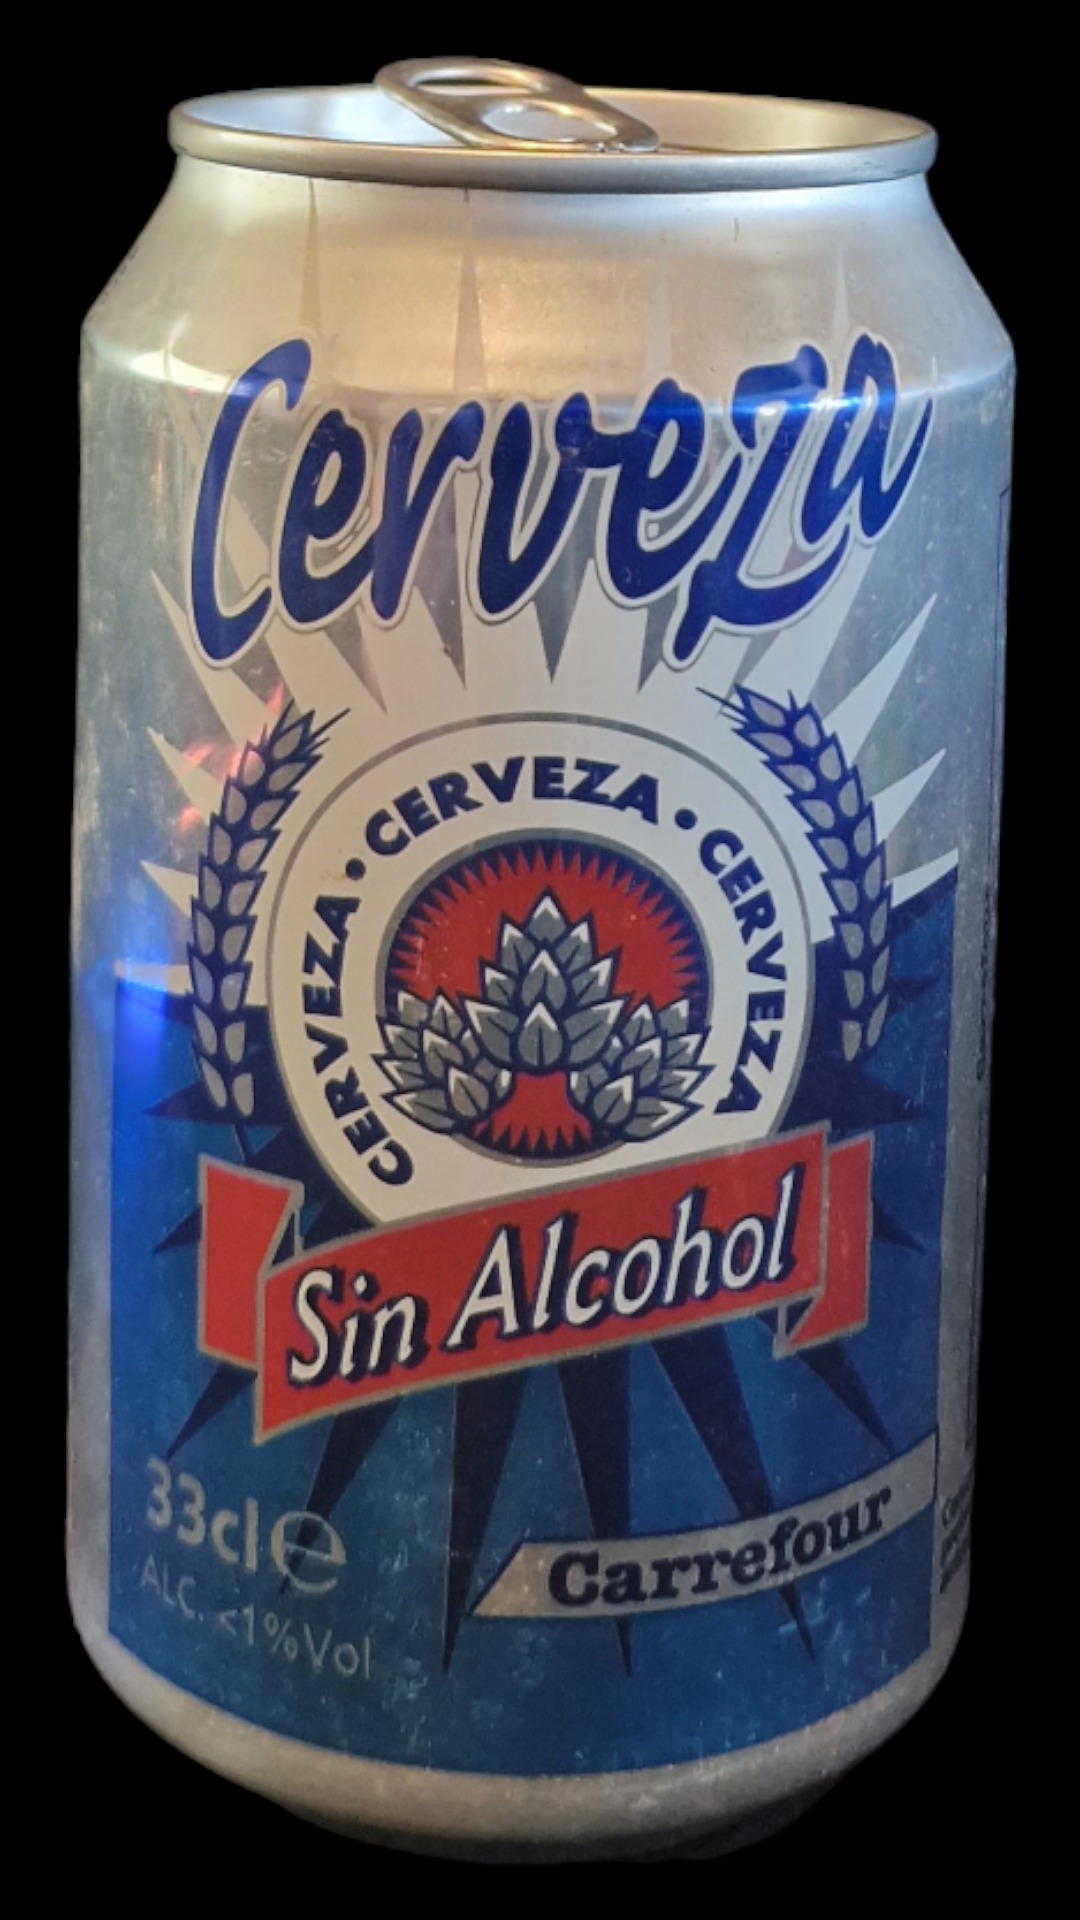 Cerveza
CERVEZA • CERVEZA • CERVEZA
Sin Alcohol
33cl e
ALC. <1%Vol
Carrefour